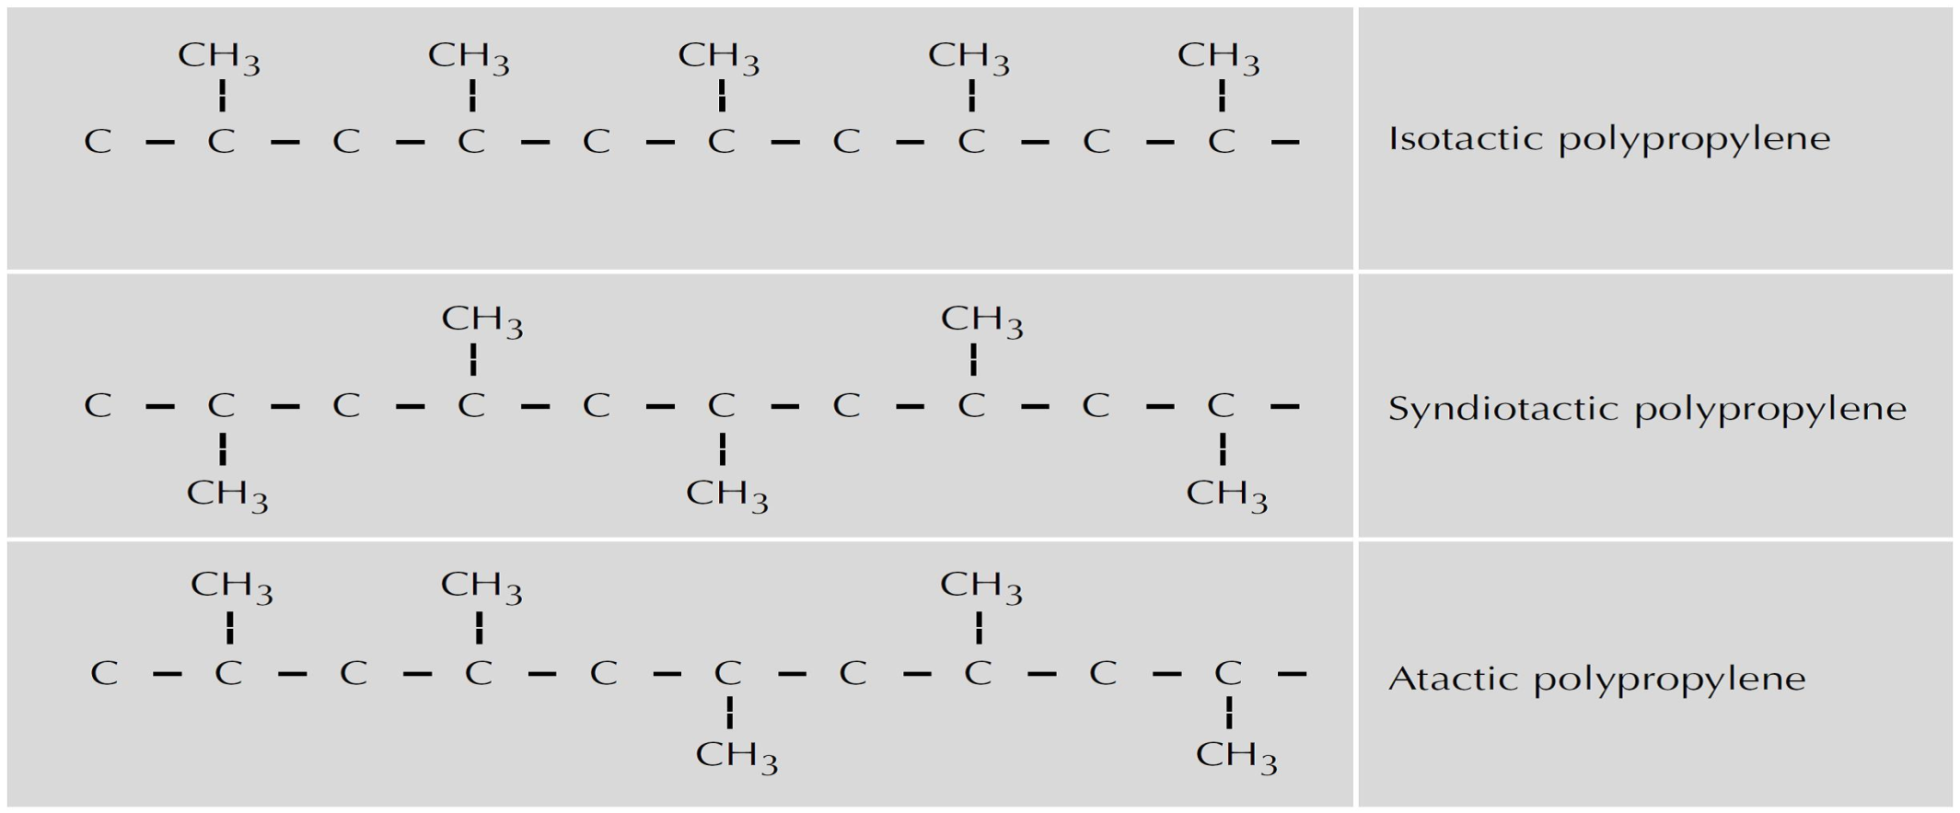 CH3 CH3 CH3 CH3 CH3
C – C – C – C – C – C – C – C – C – C –
Isotactic polypropylene
CH3 CH3
C – C – C – C – C – C – C – C – C – C –
CH3 CH3 CH3
Syndiotactic polypropylene
CH3 CH3 CH3
C – C – C – C – C – C – C – C – C – C –
CH3 CH3
Atactic polypropylene